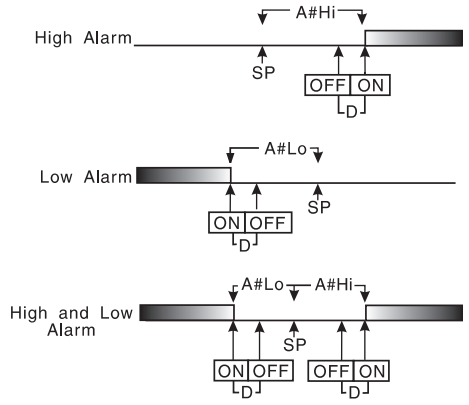 A#Hi
High Alarm
SP
OFF ON
D
A#Lo
Low Alarm
SP
ON OFF
D
A#Lo A#Hi
High and Low
Alarm
SP
ON OFF OFF ON
D D